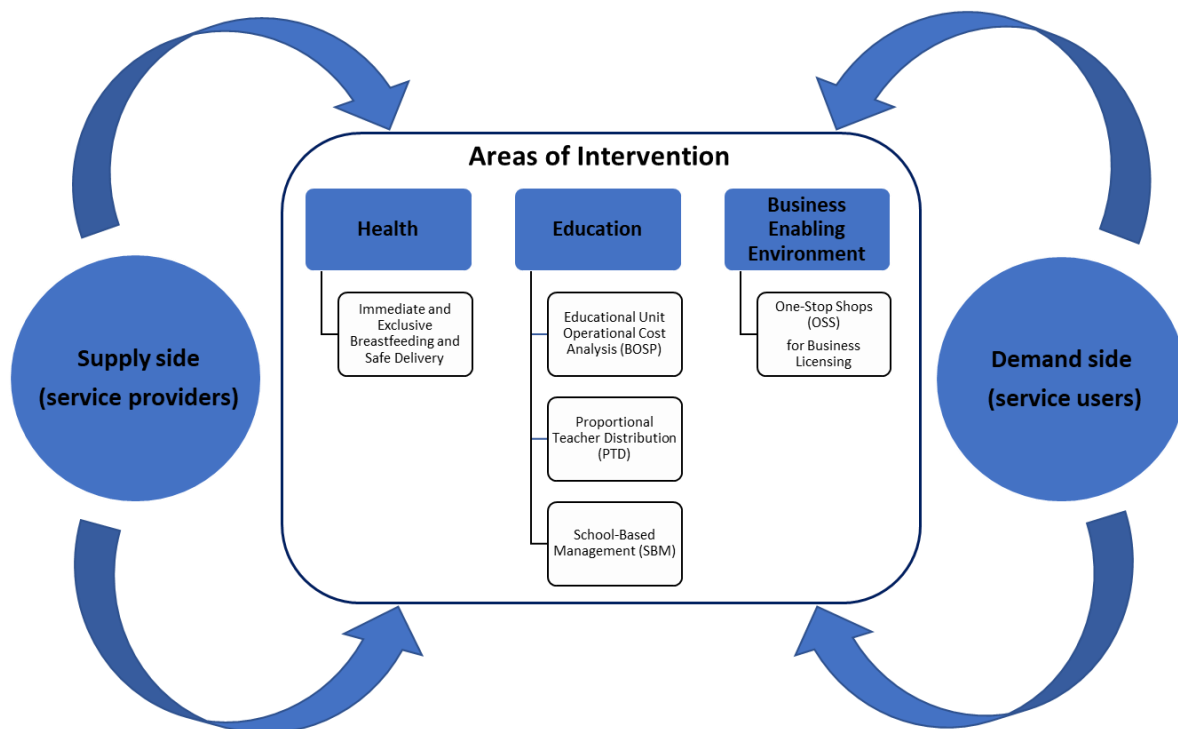 Areas of Intervention
Health
Immediate and
Exclusive
Breastfeeding and
Safe Delivery
Education
Educational Unit
Operational Cost
Analysis (BOSP)
Proportional
Teacher Distribution
(PTD)
School-Based
Management (SBM)
Business
Enabling
Environment
One-Stop Shops
(OSS)
for Business
Licensing
Supply side
(service providers)
Demand side
(service users)